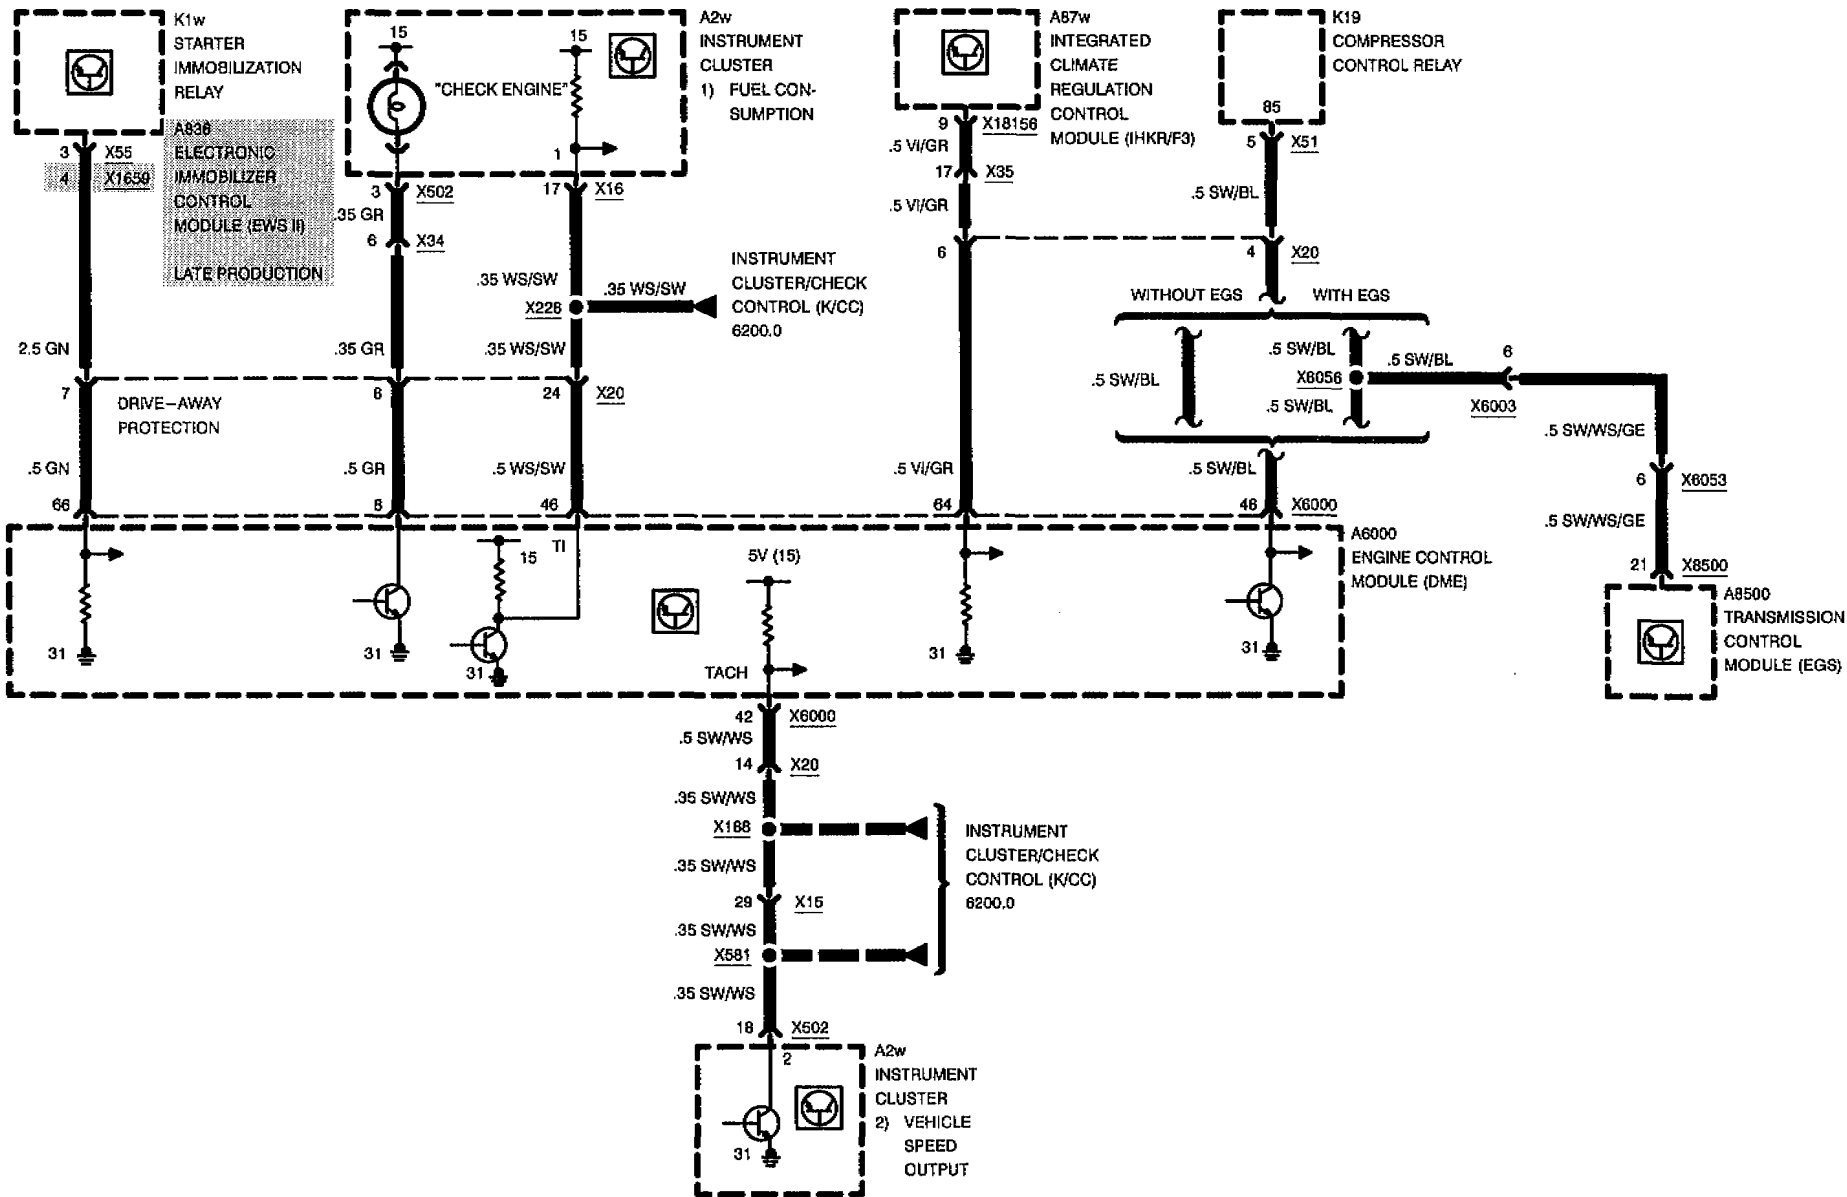 K1w
STARTER
IMMOBILIZATION
RELAY
A836
ELECTRONIC
IMMOBILIZER
CONTROL
MODULE (EWS II)
LATE PRODUCTION
3 X55
4 X1659
2.5 GN
7
DRIVE-AWAY
PROTECTION
.5 GN
66
15
"CHECK ENGINE"
15
1
A2w
INSTRUMENT
CLUSTER
1) FUEL CON-
SUMPTION
3 X502
.35 GR
6 X34
.35 GR
8
.5 GR
8
17 X16
.35 WS/SW
X226
.35 WS/SW
INSTRUMENT
CLUSTER/CHECK
CONTROL (K/CC)
6200.0
.35 WS/SW
24 X20
.5 WS/SW
46
A87w
INTEGRATED
CLIMATE
REGULATION
CONTROL
MODULE (IHKR/F3)
9 X18156
.5 VI/GR
17 X35
.5 VI/GR
6
.5 VI/GR
64
K19
COMPRESSOR
CONTROL RELAY
85
5 X51
.5 SW/BL
4 X20
WITHOUT EGS
WITH EGS
.5 SW/BL
.5 SW/BL
X6056
.5 SW/BL
.5 SW/BL
6
X6003
.5 SW/WS/GE
6 X6053
.5 SW/WS/GE
21 X8500
A8500
TRANSMISSION
CONTROL
MODULE (EGS)
.5 SW/BL
48 X6000
A6000
ENGINE CONTROL
MODULE (DME)
15
TI
5V (15)
31
31
31
TACH
31
31
42 X6000
.5 SW/WS
14 X20
.35 SW/WS
X188
.35 SW/WS
29 X15
.35 SW/WS
X581
.35 SW/WS
INSTRUMENT
CLUSTER/CHECK
CONTROL (K/CC)
6200.0
18 X502
2
31
A2w
INSTRUMENT
CLUSTER
2) VEHICLE
SPEED
OUTPUT